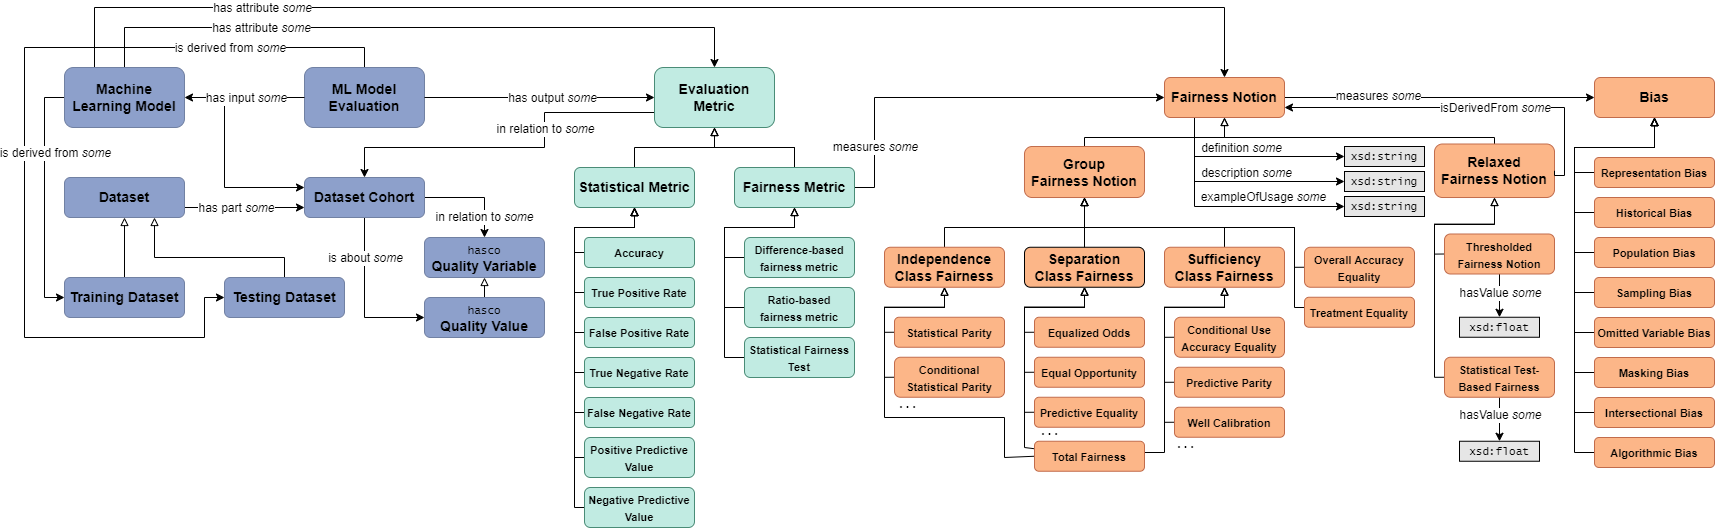 has attribute some
has attribute some
is derived from some
Machine
Learning Model
has input some
ML Model
Evaluation
has output some
Evaluation
Metric
in relation to some
is derived from some
Dataset
has part some
Dataset Cohort
in relation to some
is about some
hasco
Quality Variable
hasco
Quality Value
Training Dataset
Testing Dataset
Statistical Metric
Accuracy
True Positive Rate
False Positive Rate
True Negative Rate
False Negative Rate
Positive Predictive
Value
Negative Predictive
Value
Fairness Metric
Difference-based
fairness metric
Ratio-based
fairness metric
Statistical Fairness
Test
measures some
Fairness Notion
measures some
isDerivedFrom some
definition some
xsd:string
description some
xsd:string
exampleOfUsage some
xsd:string
Group
Fairness Notion
Independence
Class Fairness
Statistical Parity
Conditional
Statistical Parity
...
Separation
Class Fairness
Equalized Odds
Equal Opportunity
Predictive Equality
...
Total Fairness
Sufficiency
Class Fairness
Conditional Use
Accuracy Equality
Predictive Parity
Well Calibration
...
Overall Accuracy
Equality
Treatment Equality
Relaxed
Fairness Notion
Thresholded
Fairness Notion
hasValue some
xsd:float
Statistical Test-
Based Fairness
hasValue some
xsd:float
Bias
Representation Bias
Historical Bias
Population Bias
Sampling Bias
Omitted Variable Bias
Masking Bias
Intersectional Bias
Algorithmic Bias